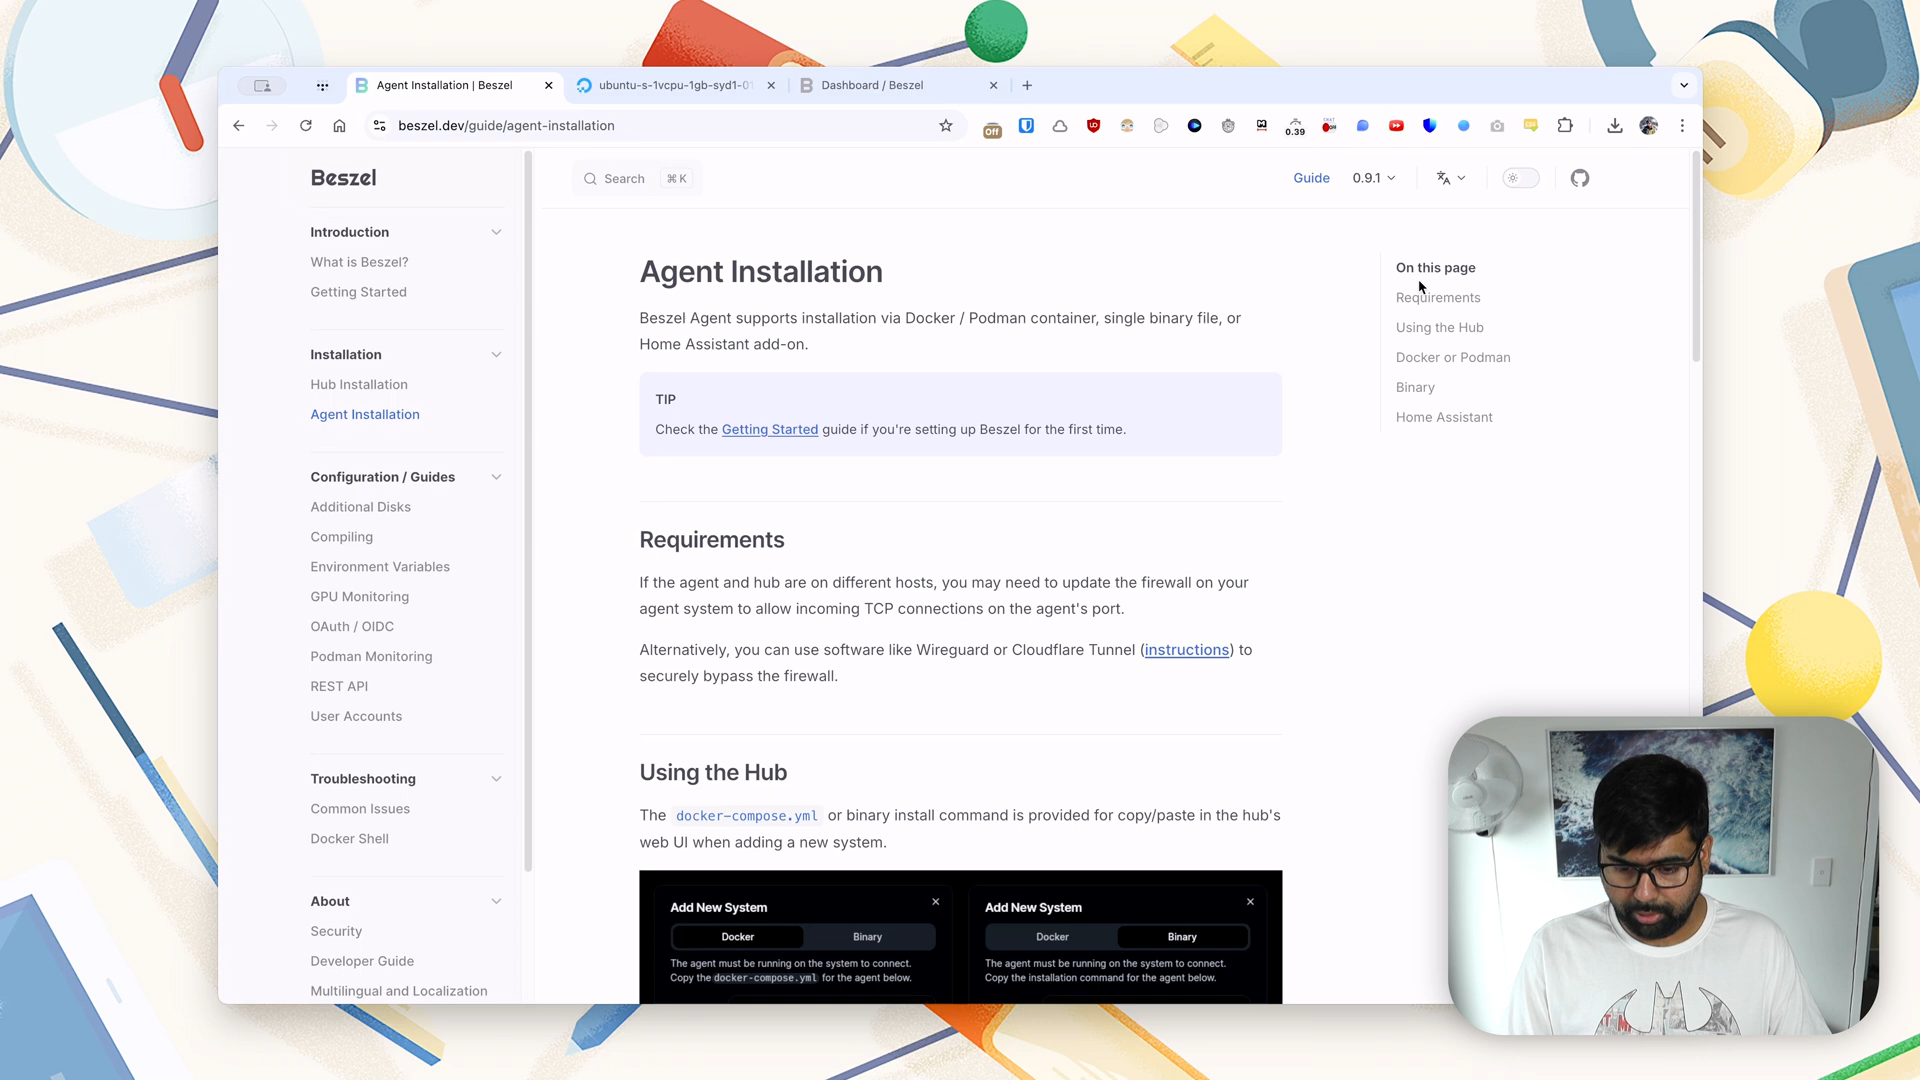 Agent Installation | Beszel
ubuntu-s-1vcpu-1gb-syd1-01
Dashboard / Beszel
beszel.dev/guide/agent-installation
Off
0.39
Beszel
Search ⌘ K
Guide 0.9.1
Introduction
What is Beszel?
Getting Started
Installation
Hub Installation
Agent Installation
Configuration / Guides
Additional Disks
Compiling
Environment Variables
GPU Monitoring
OAuth / OIDC
Podman Monitoring
REST API
User Accounts
Troubleshooting
Common Issues
Docker Shell
About
Security
Developer Guide
Multilingual and Localization
Agent Installation
Beszel Agent supports installation via Docker / Podman container, single binary file, or
Home Assistant add-on.
TIP
Check the Getting Started guide if you're setting up Beszel for the first time.
Requirements
If the agent and hub are on different hosts, you may need to update the firewall on your
agent system to allow incoming TCP connections on the agent's port.
Alternatively, you can use software like Wireguard or Cloudflare Tunnel (instructions) to
securely bypass the firewall.
Using the Hub
The docker-compose.yml or binary install command is provided for copy/paste in the hub's
web UI when adding a new system.
Add New System
Docker Binary
The agent must be running on the system to connect.
Copy the docker-compose.yml for the agent below.
Add New System
Docker Binary
The agent must be running on the system to connect.
Copy the installation command for the agent below.
On this page
Requirements
Using the Hub
Docker or Podman
Binary
Home Assistant